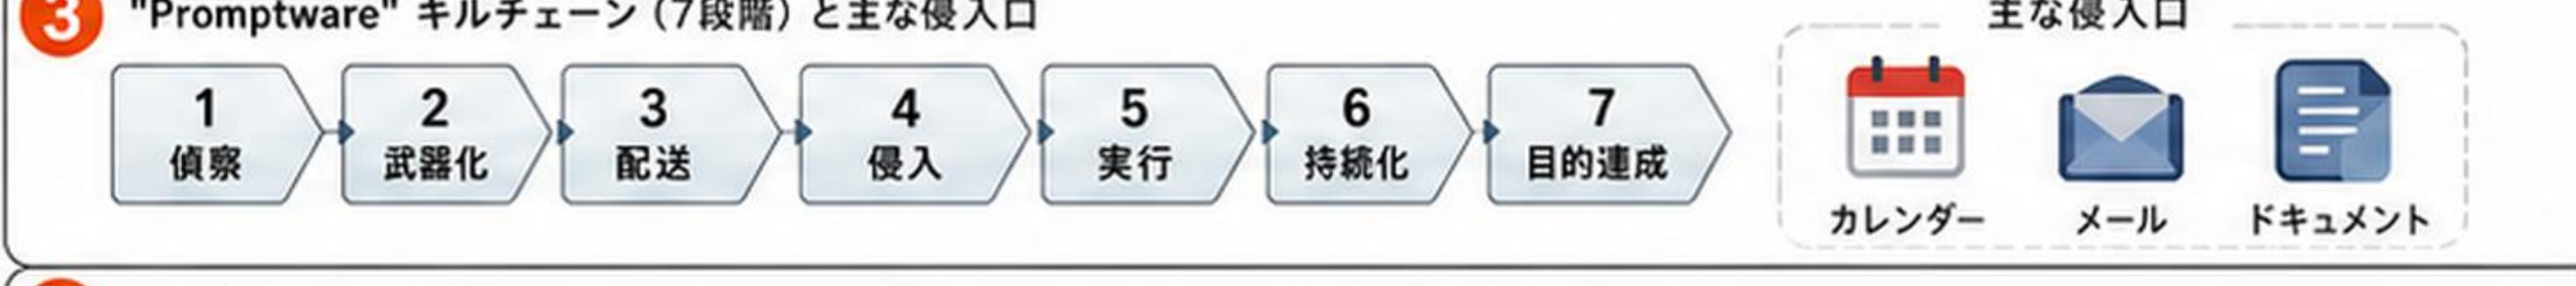 3 "Promptware" キルチェーン（7段階）と主な侵入口
1
偵察
2
武器化
3
配送
4
侵入
5
実行
6
持続化
7
目的達成
主な侵入口
カレンダー
メール
ドキュメント